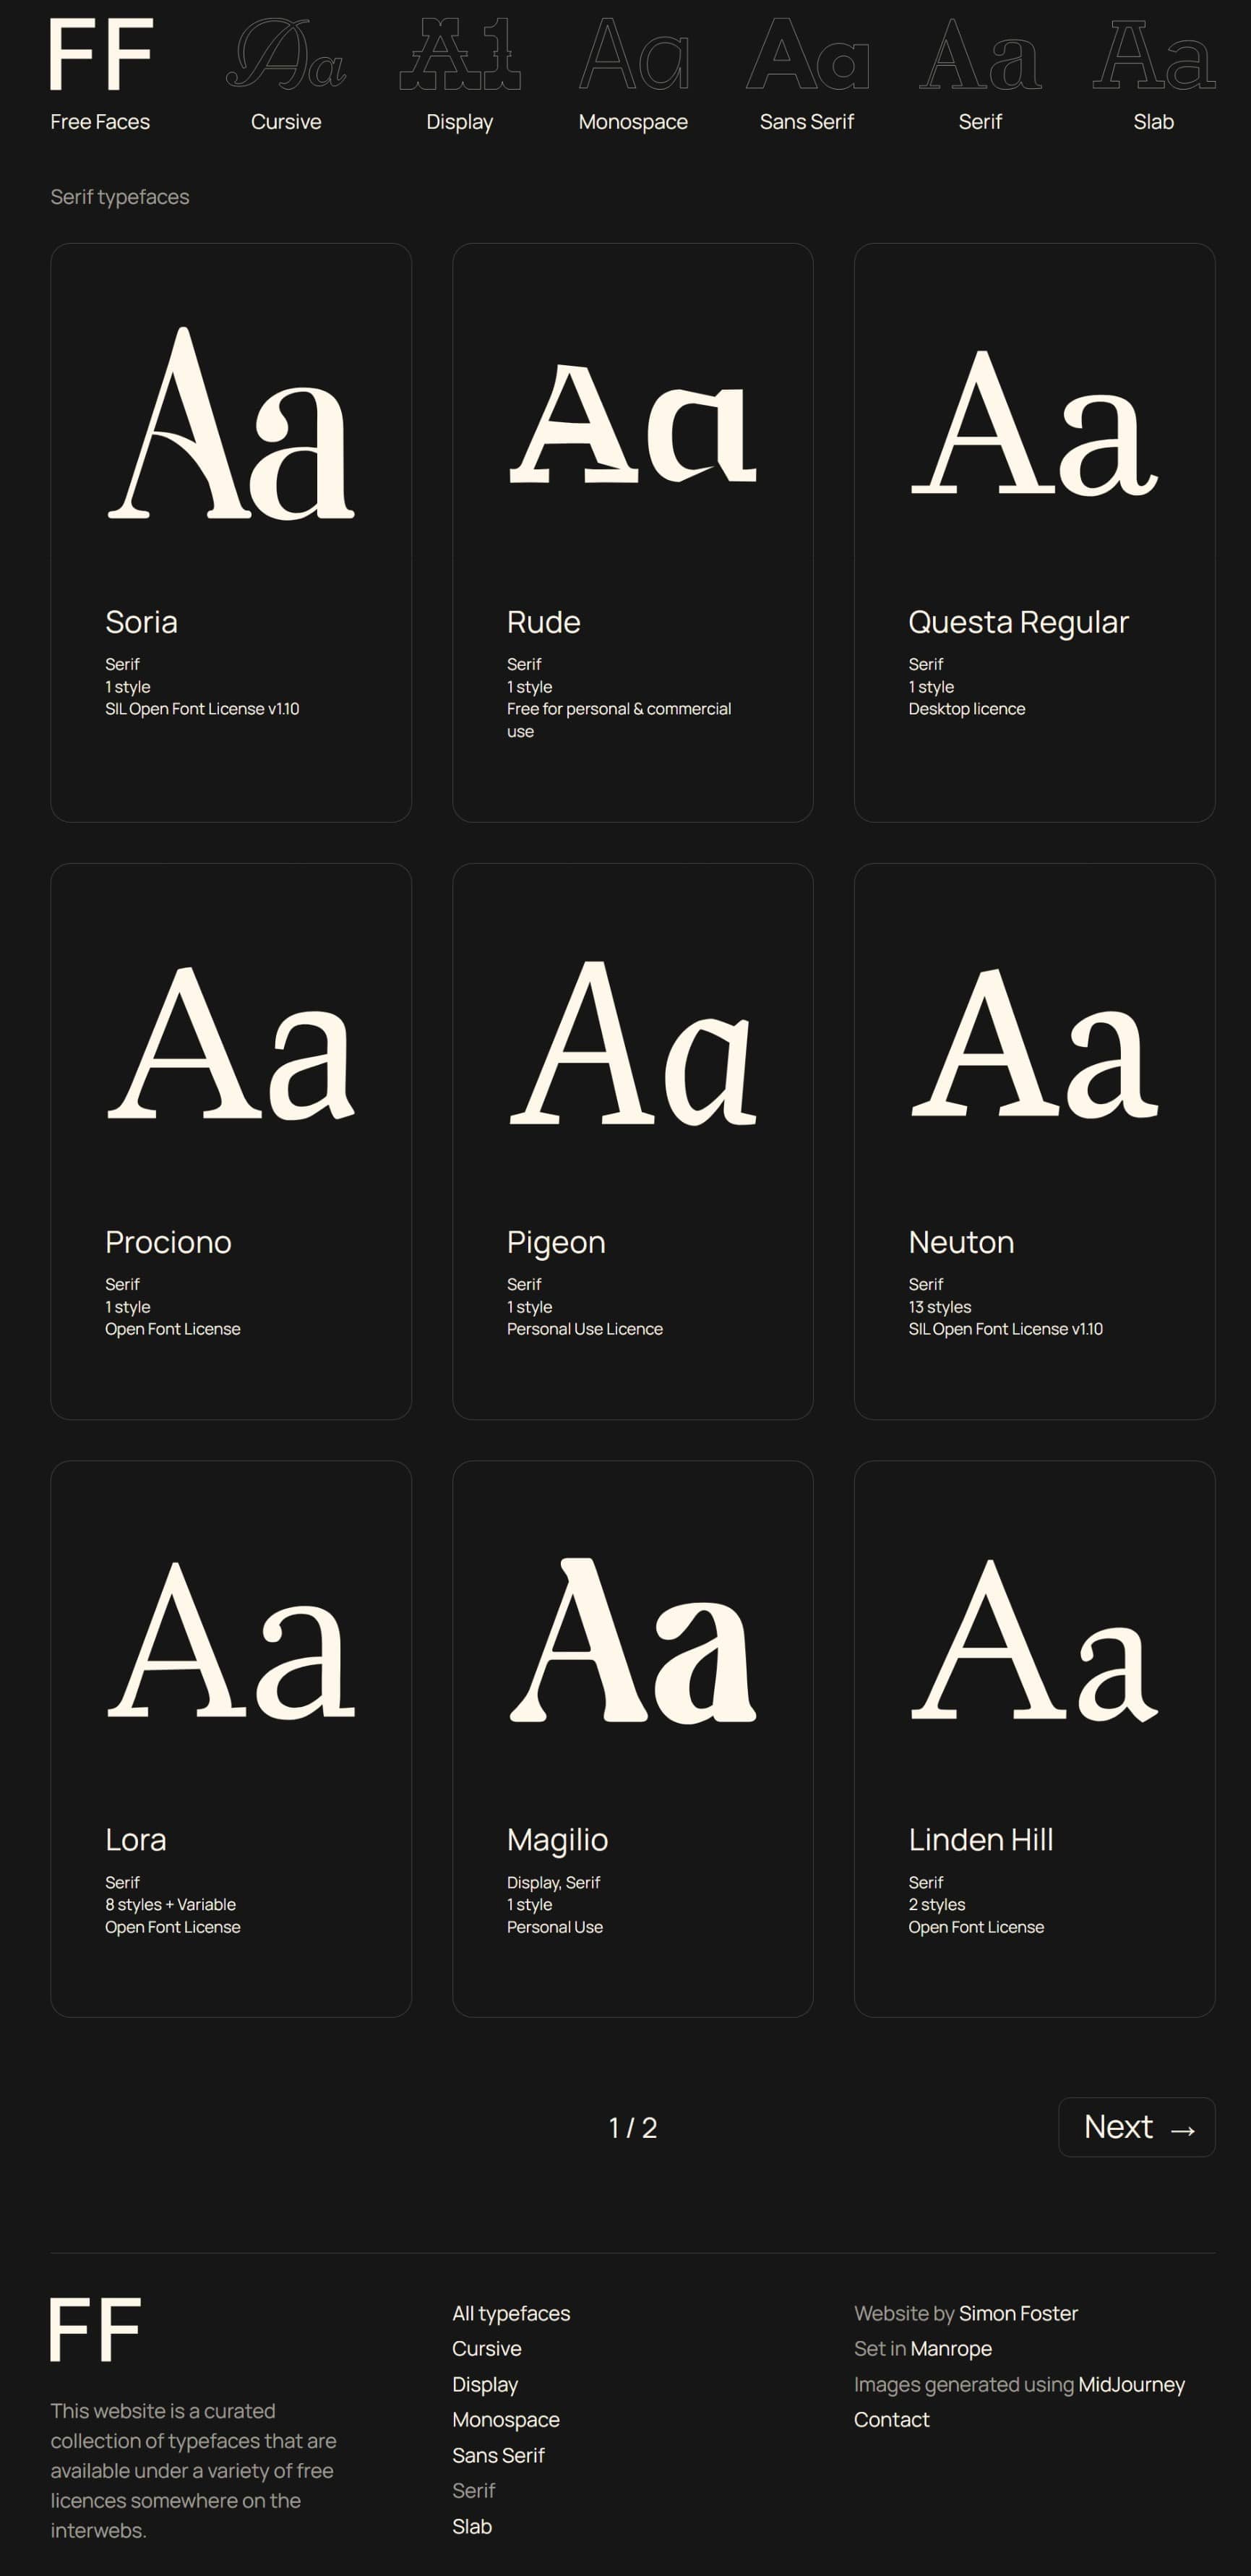 FF
Aa
A1
Aa
Aa
Aa
Aa
Free Faces
Cursive
Display
Monospace
Sans Serif
Serif
Slab
Serif typefaces
Aa
Soria
Serif
1 style
SIL Open Font License v1.10
Aa
Rude
Serif
1 style
Free for personal & commercial
use
Aa
Questa Regular
Serif
1 style
Desktop licence
Aa
Prociono
Serif
1 style
Open Font License
Aa
Pigeon
Serif
1 style
Personal Use Licence
Aa
Neuton
Serif
13 styles
SIL Open Font License v1.10
Aa
Lora
Serif
8 styles + Variable
Open Font License
Aa
Magilio
Display, Serif
1 style
Personal Use
Aa
Linden Hill
Serif
2 styles
Open Font License
1 / 2
Next →
FF
This website is a curated
collection of typefaces that are
available under a variety of free
licences somewhere on the
interwebs.
All typefaces
Cursive
Display
Monospace
Sans Serif
Serif
Slab
Website by Simon Foster
Set in Manrope
Images generated using MidJourney
Contact